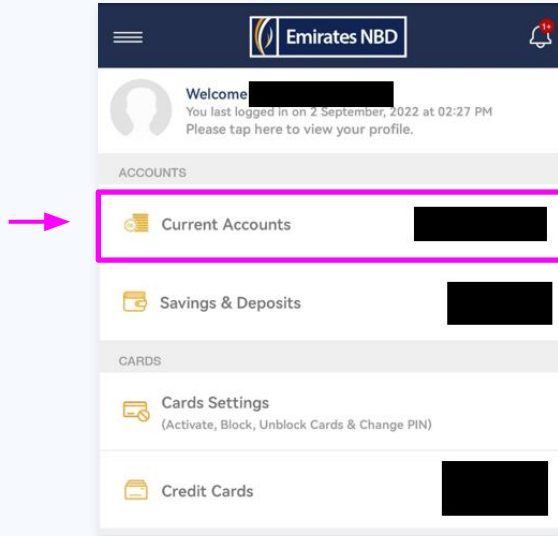 Emirates NBD
1+
Welcome
You last logged in on 2 September, 2022 at 02:27 PM
Please tap here to view your profile.
ACCOUNTS
Current Accounts
Savings & Deposits
CARDS
Cards Settings
(Activate, Block, Unblock Cards & Change PIN)
Credit Cards